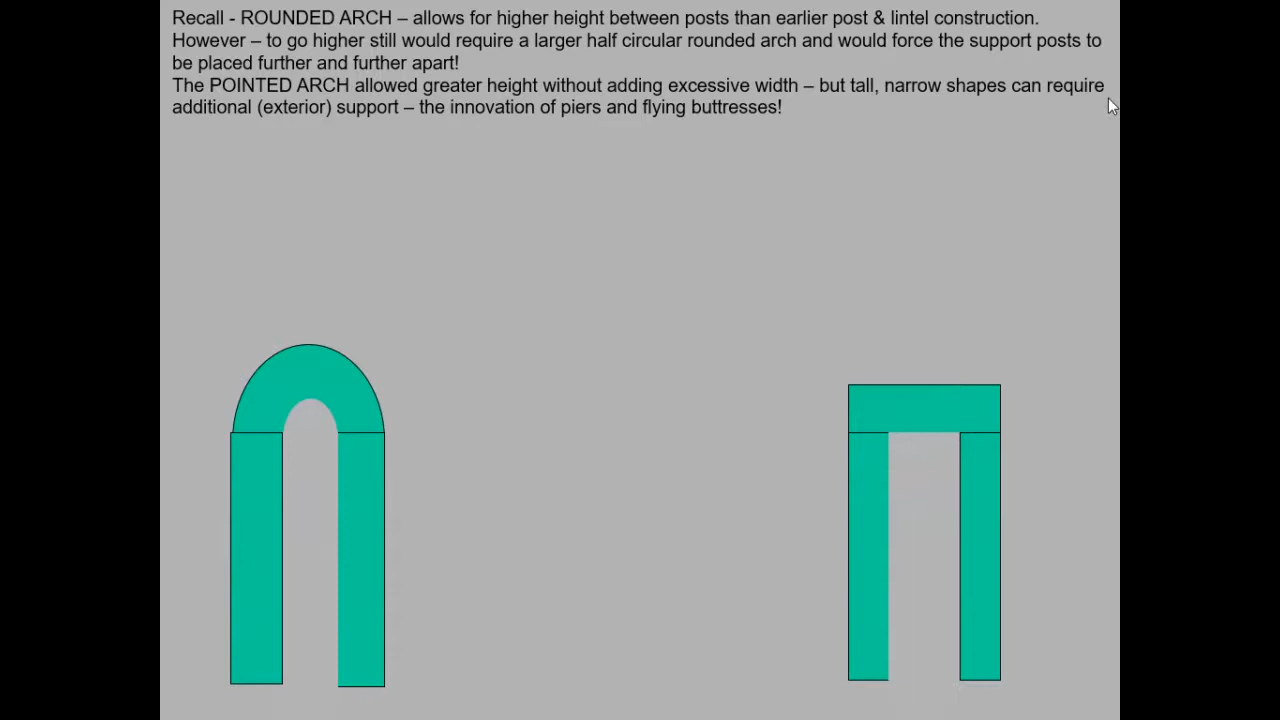 Recall - ROUNDED ARCH – allows for higher height between posts than earlier post & lintel construction.
However – to go higher still would require a larger half circular rounded arch and would force the support posts to
be placed further and further apart!
The POINTED ARCH allowed greater height without adding excessive width – but tall, narrow shapes can require
additional (exterior) support – the innovation of piers and flying buttresses!